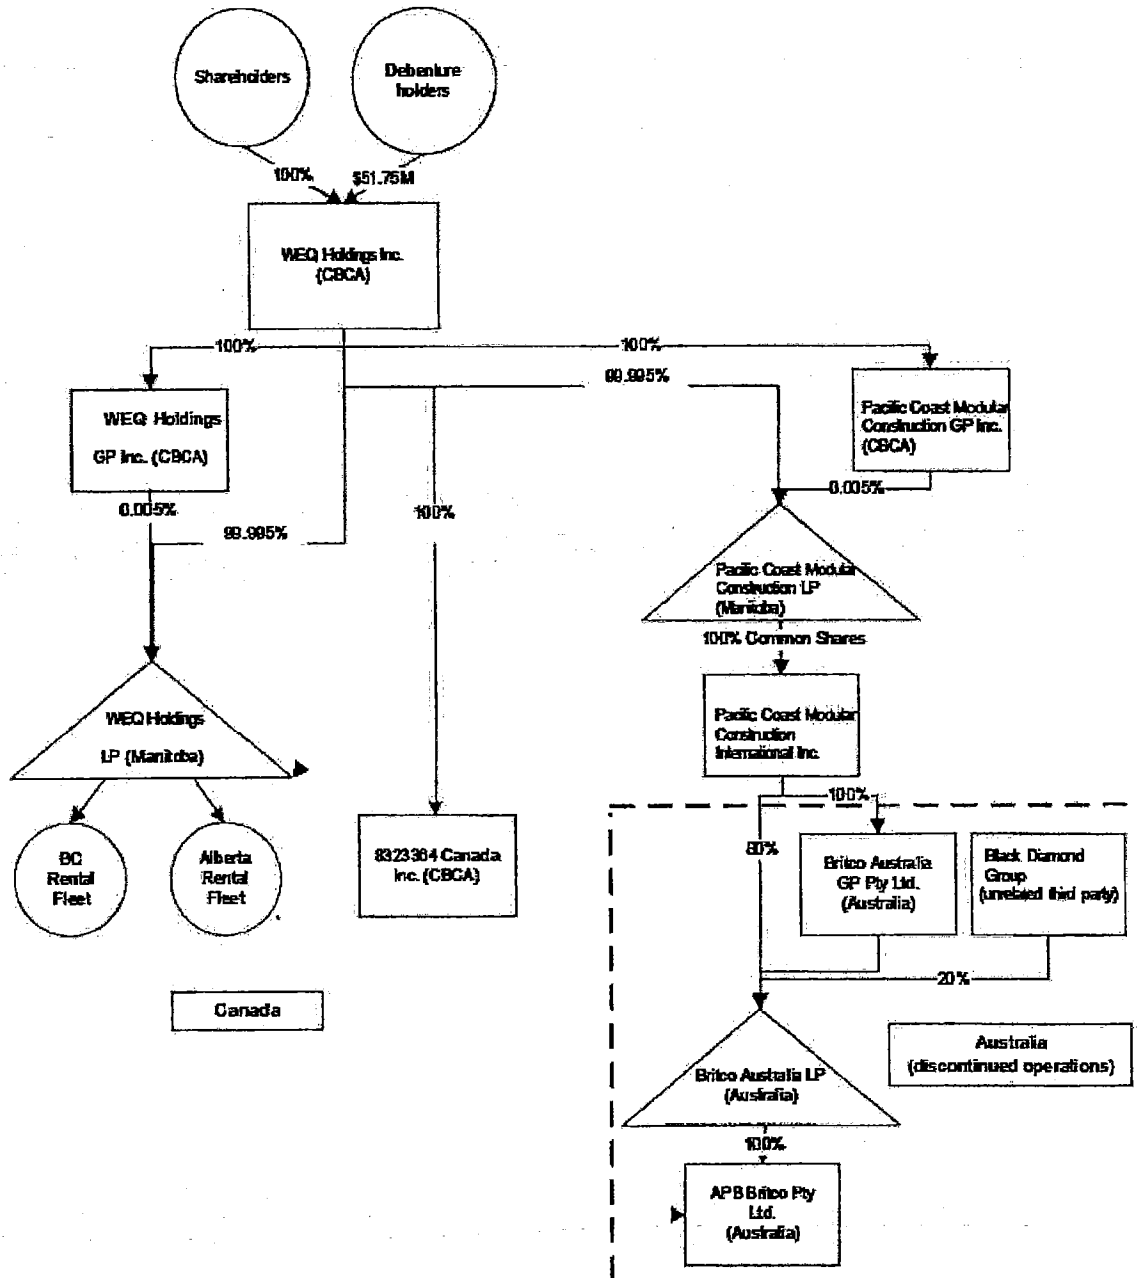 Shareholders
Debenture
holders
100%
$51.75M
WEQ Holdings Inc.
(CBCA)
100%
100%
99.995%
WEQ Holdings
GP Inc. (CBCA)
Pacific Coast Modular
Construction GP Inc.
(CBCA)
0.005%
0.005%
100%
99.995%
Pacific Coast Modular
Construction LP
(Manitoba)
100% Common Shares
WEQ Holdings
LP (Manitoba)
Pacific Coast Modular
Construction
International Inc.
100%
BC
Rental
Fleet
Alberta
Rental
Fleet
8323364 Canada
Inc. (CBCA)
80%
Britco Australia
GP Pty Ltd.
(Australia)
Black Diamond
Group
(unrelated third party)
20%
Canada
Australia
(discontinued operations)
Britco Australia LP
(Australia)
100%
APB Britco Pty
Ltd.
(Australia)